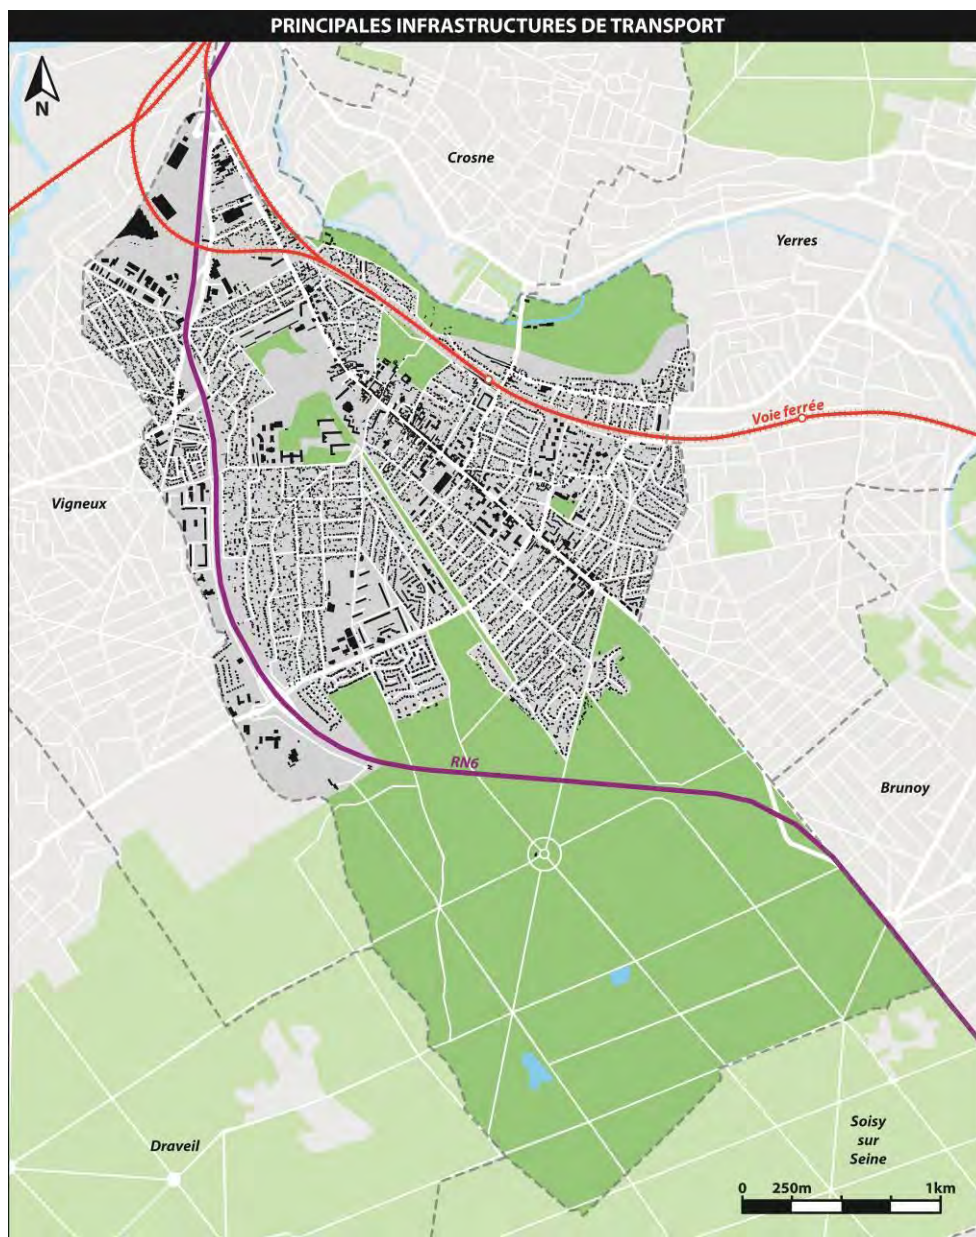 PRINCIPALES INFRASTRUCTURES DE TRANSPORT
N
Crosne
Yerres
Voie ferrée
Vigneux
RN6
Brunoy
Draveil
Soisy
sur
Seine
0 250m 1km